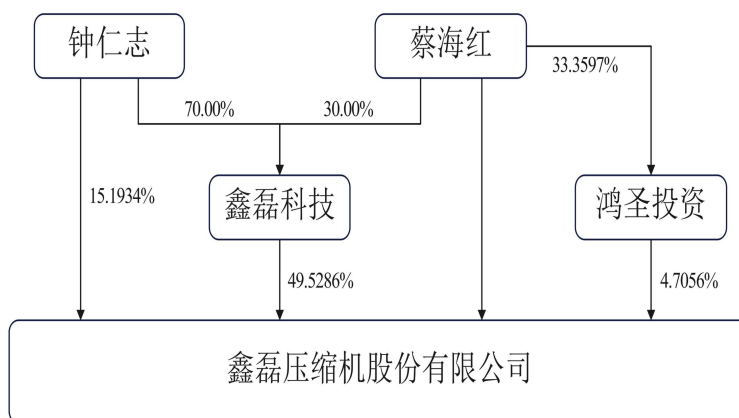 钟仁志
蔡海红
33.3597%
70.00%
30.00%
15.1934%
鑫磊科技
鸿圣投资
49.5286%
4.7056%
鑫磊压缩机股份有限公司